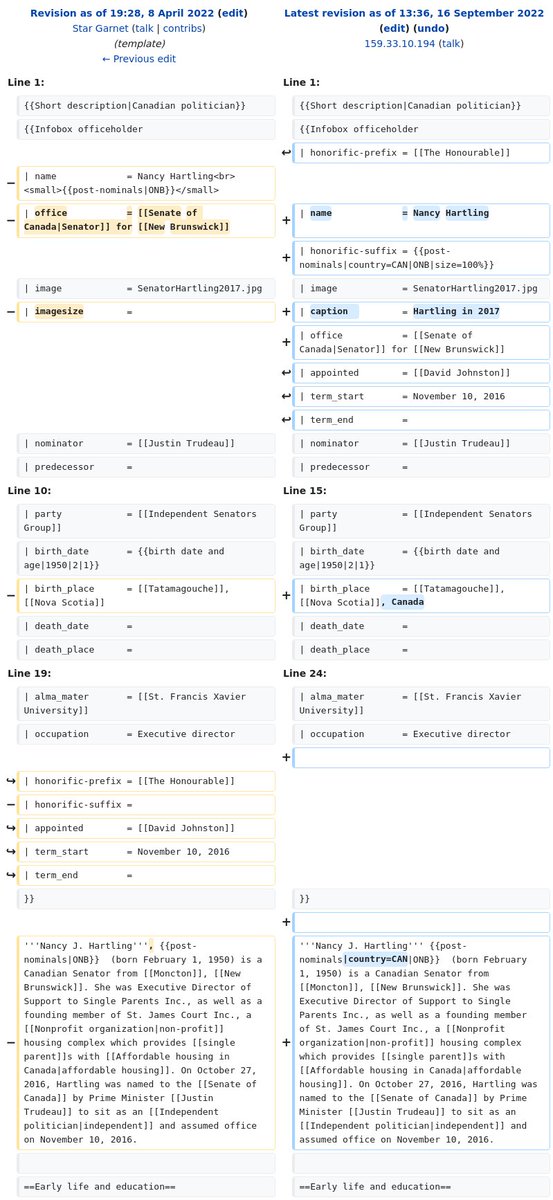 Revision as of 19:28, 8 April 2022 (edit)
Star Garnet (talk | contribs)
(template)
← Previous edit
Latest revision as of 13:36, 16 September 2022
(edit) (undo)
159.33.10.194 (talk)
Line 1:
Line 1:
{{Short description|Canadian politician}}
{{Short description|Canadian politician}}
{{Infobox officeholder
{{Infobox officeholder
↩ | honorific-prefix = [[The Honourable]]
− | name = Nancy Hartling<br>
<small>{{post-nominals|ONB}}</small>
− | office = [[Senate of
Canada|Senator]] for [[New Brunswick]]
+ | name = Nancy Hartling
+ | honorific-suffix = {{post-
nominals|country=CAN|ONB|size=100%}}
| image = SenatorHartling2017.jpg
| image = SenatorHartling2017.jpg
− | imagesize =
+ | caption = Hartling in 2017
+ | office = [[Senate of
Canada|Senator]] for [[New Brunswick]]
↩ | appointed = [[David Johnston]]
↩ | term_start = November 10, 2016
↩ | term_end =
| nominator = [[Justin Trudeau]]
| nominator = [[Justin Trudeau]]
| predecessor =
| predecessor =
Line 10:
Line 15:
| party = [[Independent Senators
Group]]
| party = [[Independent Senators
Group]]
| birth_date = {{birth date and
age|1950|2|1}}
| birth_date = {{birth date and
age|1950|2|1}}
− | birth_place = [[Tatamagouche]],
[[Nova Scotia]]
+ | birth_place = [[Tatamagouche]],
[[Nova Scotia]], Canada
| death_date =
| death_date =
| death_place =
| death_place =
Line 19:
Line 24:
| alma_mater = [[St. Francis Xavier
University]]
| alma_mater = [[St. Francis Xavier
University]]
| occupation = Executive director
| occupation = Executive director
+
↪ | honorific-prefix = [[The Honourable]]
− | honorific-suffix =
↪ | appointed = [[David Johnston]]
↪ | term_start = November 10, 2016
↪ | term_end =
}}
}}
+
− '''Nancy J. Hartling''', {{post-
nominals|ONB}} (born February 1, 1950) is a
Canadian Senator from [[Moncton]], [[New
Brunswick]]. She was Executive Director of
Support to Single Parents Inc., as well as a
founding member of St. James Court Inc., a
[[Nonprofit organization|non-profit]]
housing complex which provides [[single
parent]]s with [[Affordable housing in
Canada|affordable housing]]. On October 27,
2016, Hartling was named to the [[Senate of
Canada]] by Prime Minister [[Justin
Trudeau]] to sit as an [[Independent
politician|independent]] and assumed office
on November 10, 2016.
+ '''Nancy J. Hartling''' {{post-
nominals|country=CAN|ONB}} (born February
1, 1950) is a Canadian Senator from
[[Moncton]], [[New Brunswick]]. She was
Executive Director of Support to Single
Parents Inc., as well as a founding member
of St. James Court Inc., a [[Nonprofit
organization|non-profit]] housing complex
which provides [[single parent]]s with
[[Affordable housing in Canada|affordable
housing]]. On October 27, 2016, Hartling was
named to the [[Senate of Canada]] by Prime
Minister [[Justin Trudeau]] to sit as an
[[Independent politician|independent]] and
assumed office on November 10, 2016.
==Early life and education==
==Early life and education==